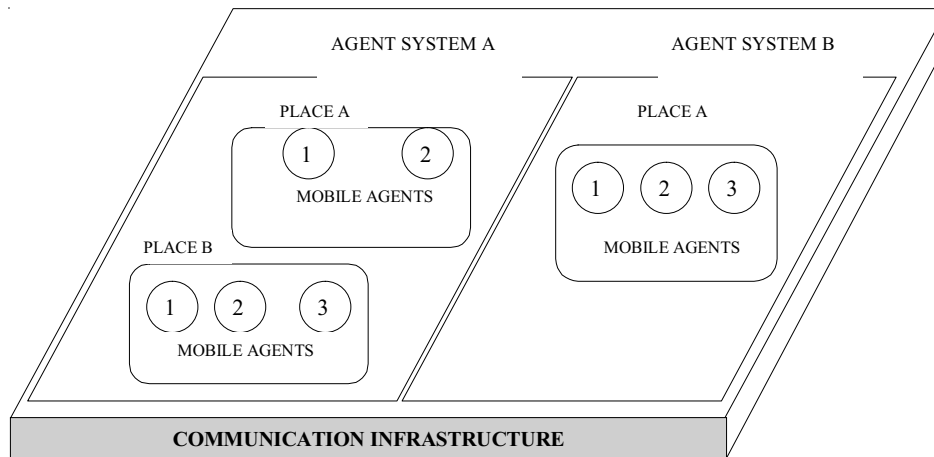 AGENT SYSTEM A
AGENT SYSTEM B
PLACE A
1 2
MOBILE AGENTS
PLACE B
1 2 3
MOBILE AGENTS
PLACE A
1 2 3
MOBILE AGENTS
COMMUNICATION INFRASTRUCTURE